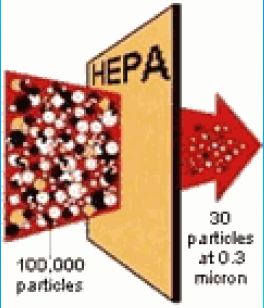 HEPA
100,000
particles
30
particles
at 0.3
micron